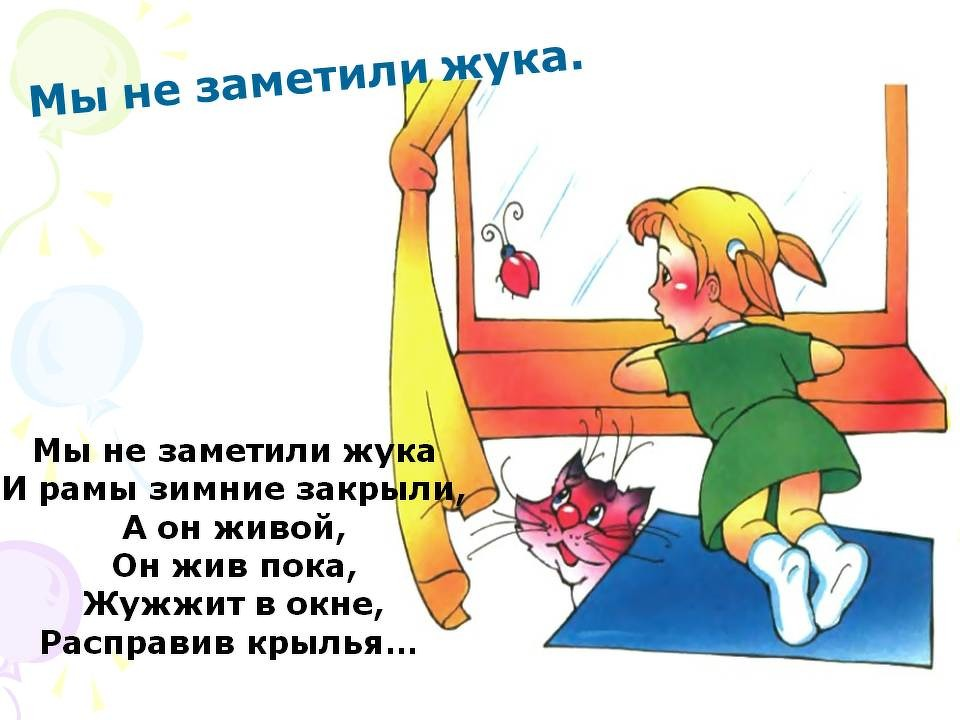 Мы не заметили жука.
Мы не заметили жука
И рамы зимние закрыли,
А он живой,
Он жив пока,
Жужжит в окне,
Расправив крылья...